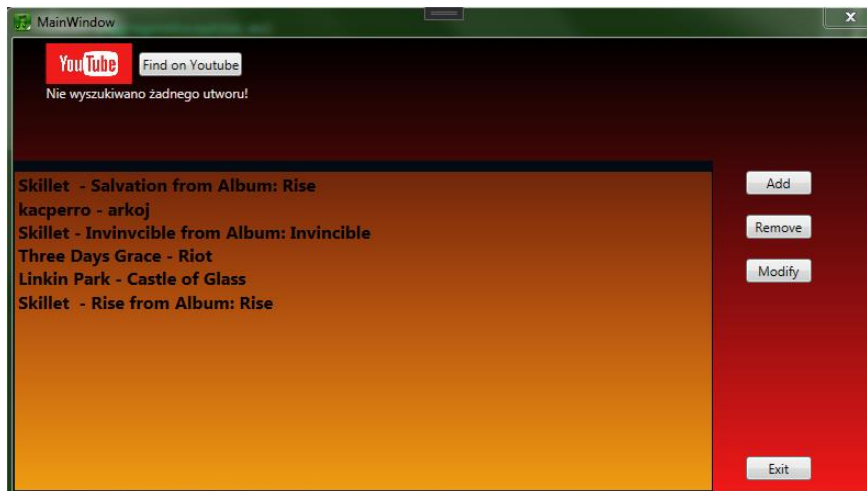 MainWindow
x
YouTube
Find on Youtube
Nie wyszukiwano żadnego utworu!
Skillet  - Salvation from Album: Rise
kacperro - arkoj
Skillet - Invinvcible from Album: Invincible
Three Days Grace - Riot
Linkin Park - Castle of Glass
Skillet  - Rise from Album: Rise
Add
Remove
Modify
Exit